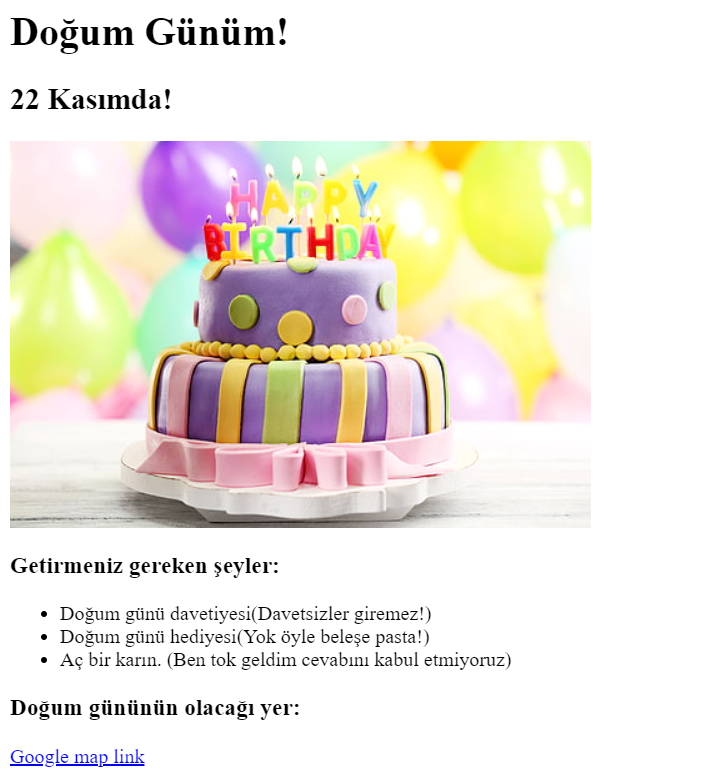 Doğum Günüm!
22 Kasımda!
HAPPY
BIRTHDAY
Getirmeniz gereken şeyler:
Doğum günü davetiyesi(Davetsizler giremez!)
Doğum günü hediyesi(Yok öyle beleşe pasta!)
Aç bir karın. (Ben tok geldim cevabını kabul etmiyoruz)
Doğum gününün olacağı yer:
Google map link